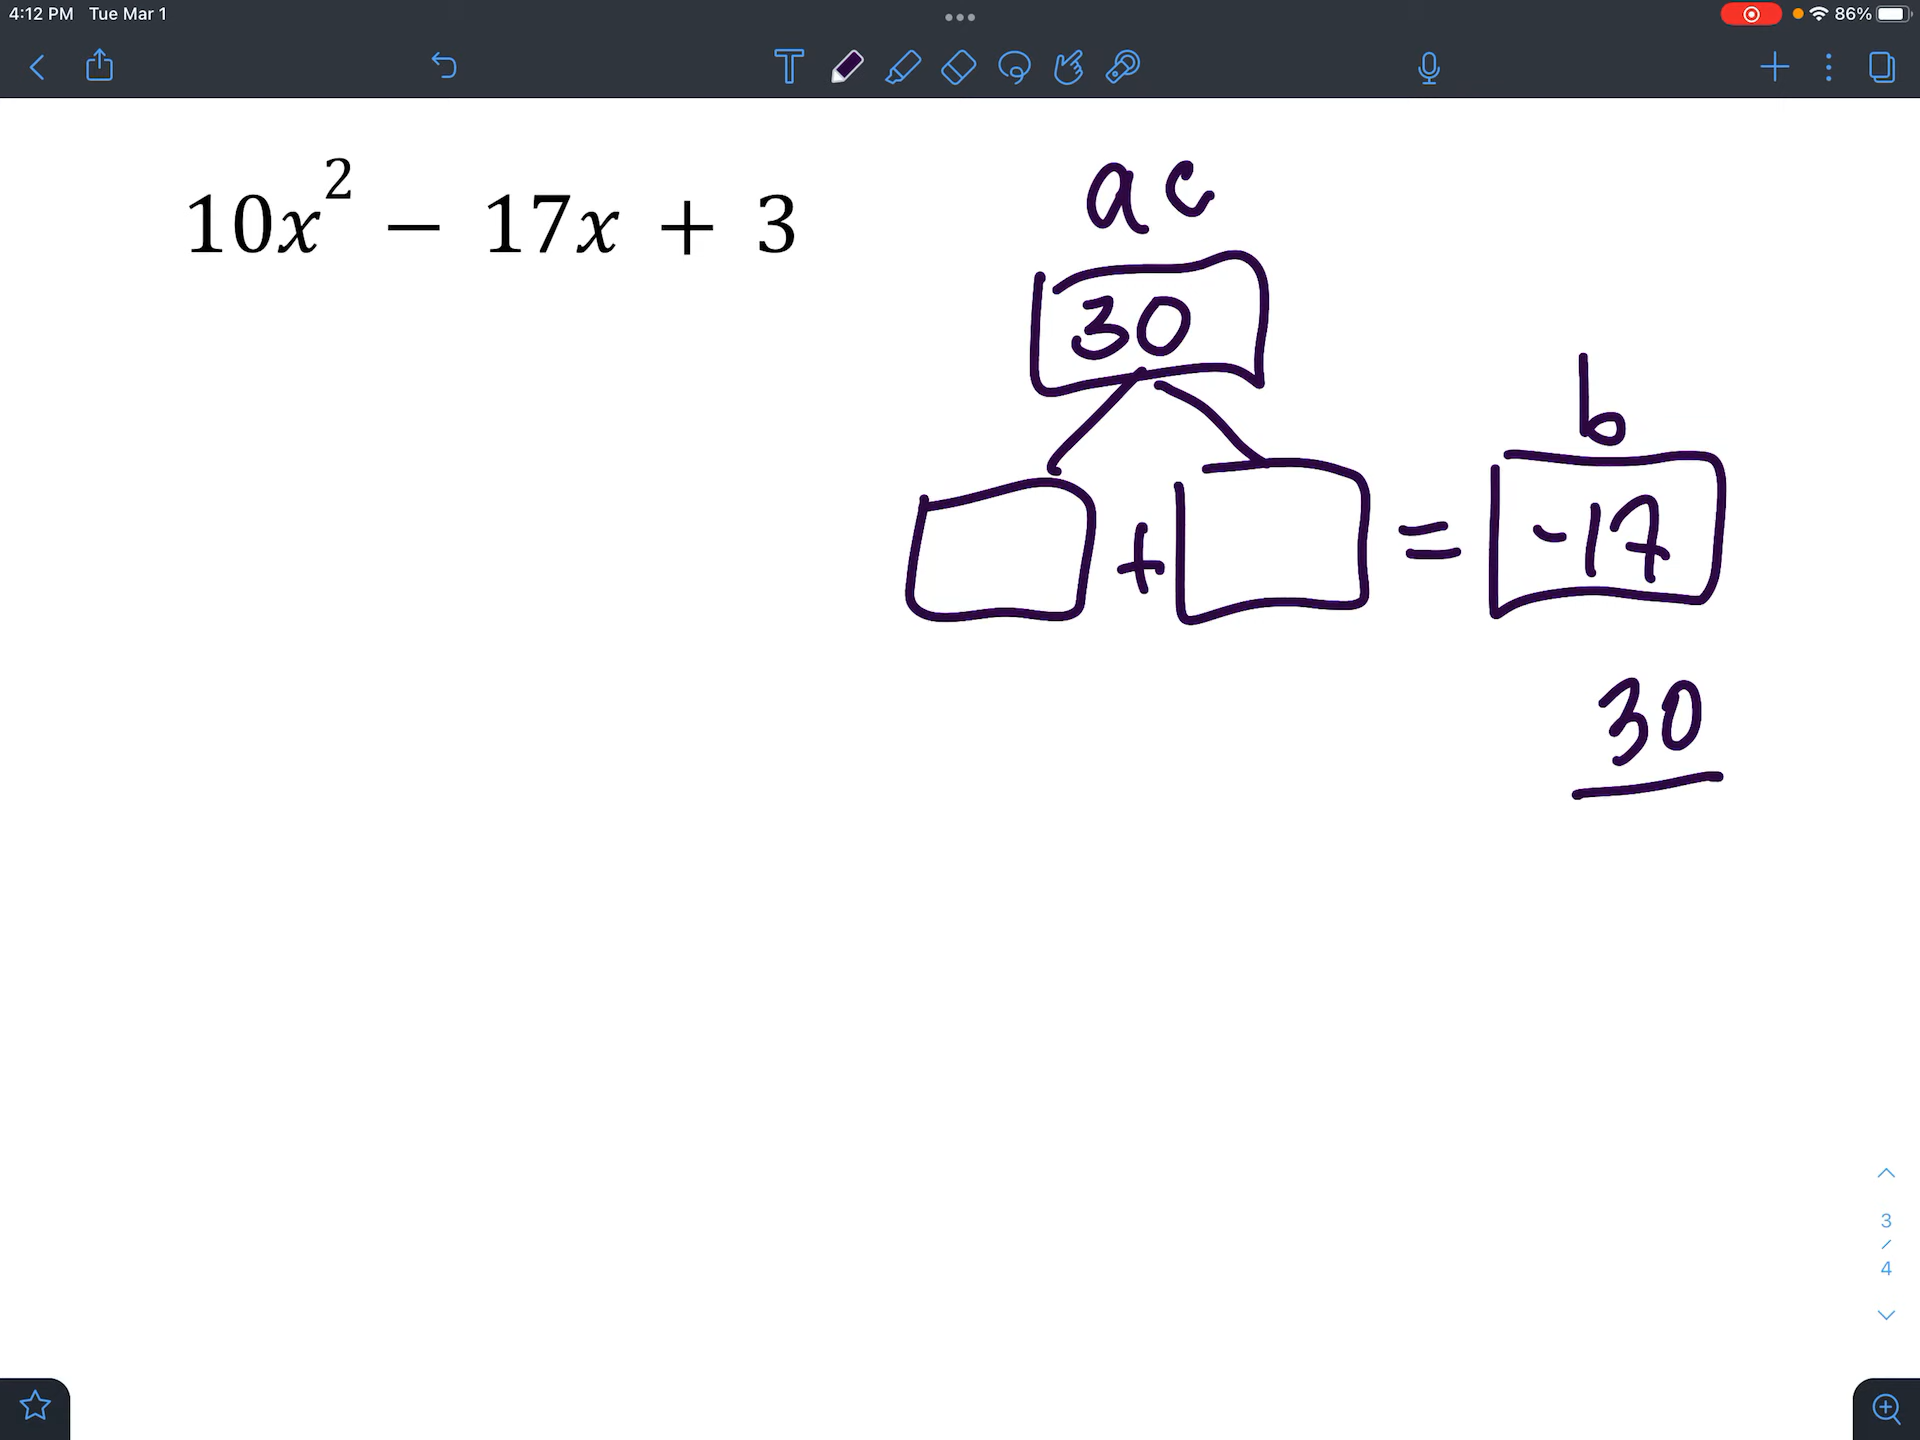 4:12 PM Tue Mar 1
86%
10x² − 17x + 3
ac
30
b
+ = -17
30
3
/
4